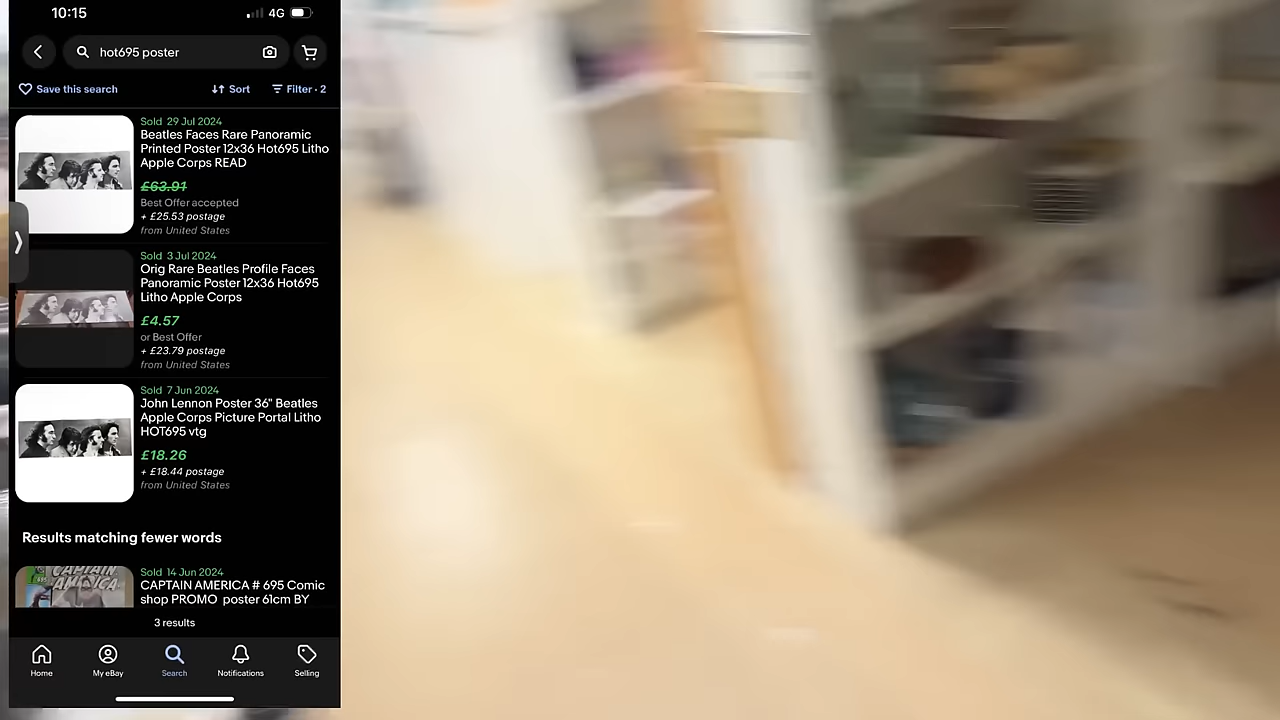 10:15
4G
hot695 poster
Save this search
Sort
Filter · 2
Sold 29 Jul 2024
Beatles Faces Rare Panoramic
Printed Poster 12x36 Hot695 Litho
Apple Corps READ
£63.91
Best Offer accepted
+ £25.53 postage
from United States
Sold 3 Jul 2024
Orig Rare Beatles Profile Faces
Panoramic Poster 12x36 Hot695
Litho Apple Corps
£4.57
or Best Offer
+ £23.79 postage
from United States
Sold 7 Jun 2024
John Lennon Poster 36" Beatles
Apple Corps Picture Portal Litho
HOT695 vtg
£18.26
+ £18.44 postage
from United States
Results matching fewer words
CAPTAIN
AMERICA
Sold 14 Jun 2024
CAPTAIN AMERICA # 695 Comic
shop PROMO poster 61cm BY
3 results
Home
My eBay
Search
Notifications
Selling